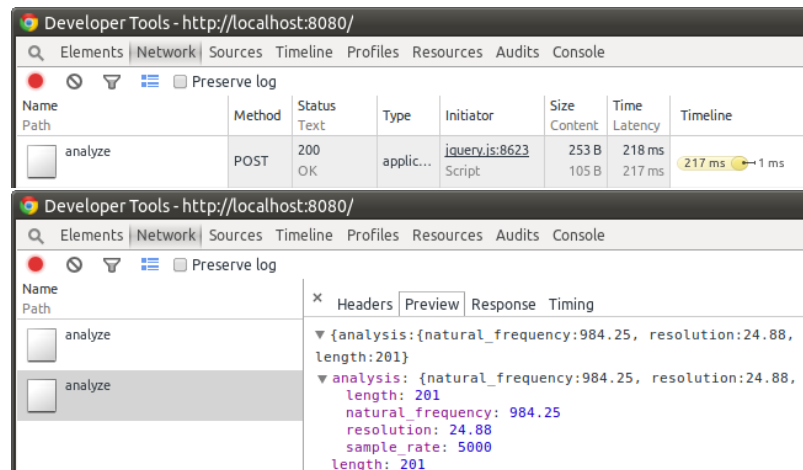 Developer Tools - http://localhost:8080/
Elements Network Sources Timeline Profiles Resources Audits Console
Preserve log
Name Method Status Type Initiator Size Time Timeline
Path Text Content Latency
analyze POST 200 applic... jquery.js:8623 253 B 218 ms 217 ms 1 ms
OK Script 105 B 217 ms
Developer Tools - http://localhost:8080/
Elements Network Sources Timeline Profiles Resources Audits Console
Preserve log
Name
Path
× Headers Preview Response Timing
analyze
analyze
▼ {analysis:{natural_frequency:984.25, resolution:24.88,
length:201}
▼ analysis: {natural_frequency:984.25, resolution:24.88,
length: 201
natural_frequency: 984.25
resolution: 24.88
sample_rate: 5000
length: 201